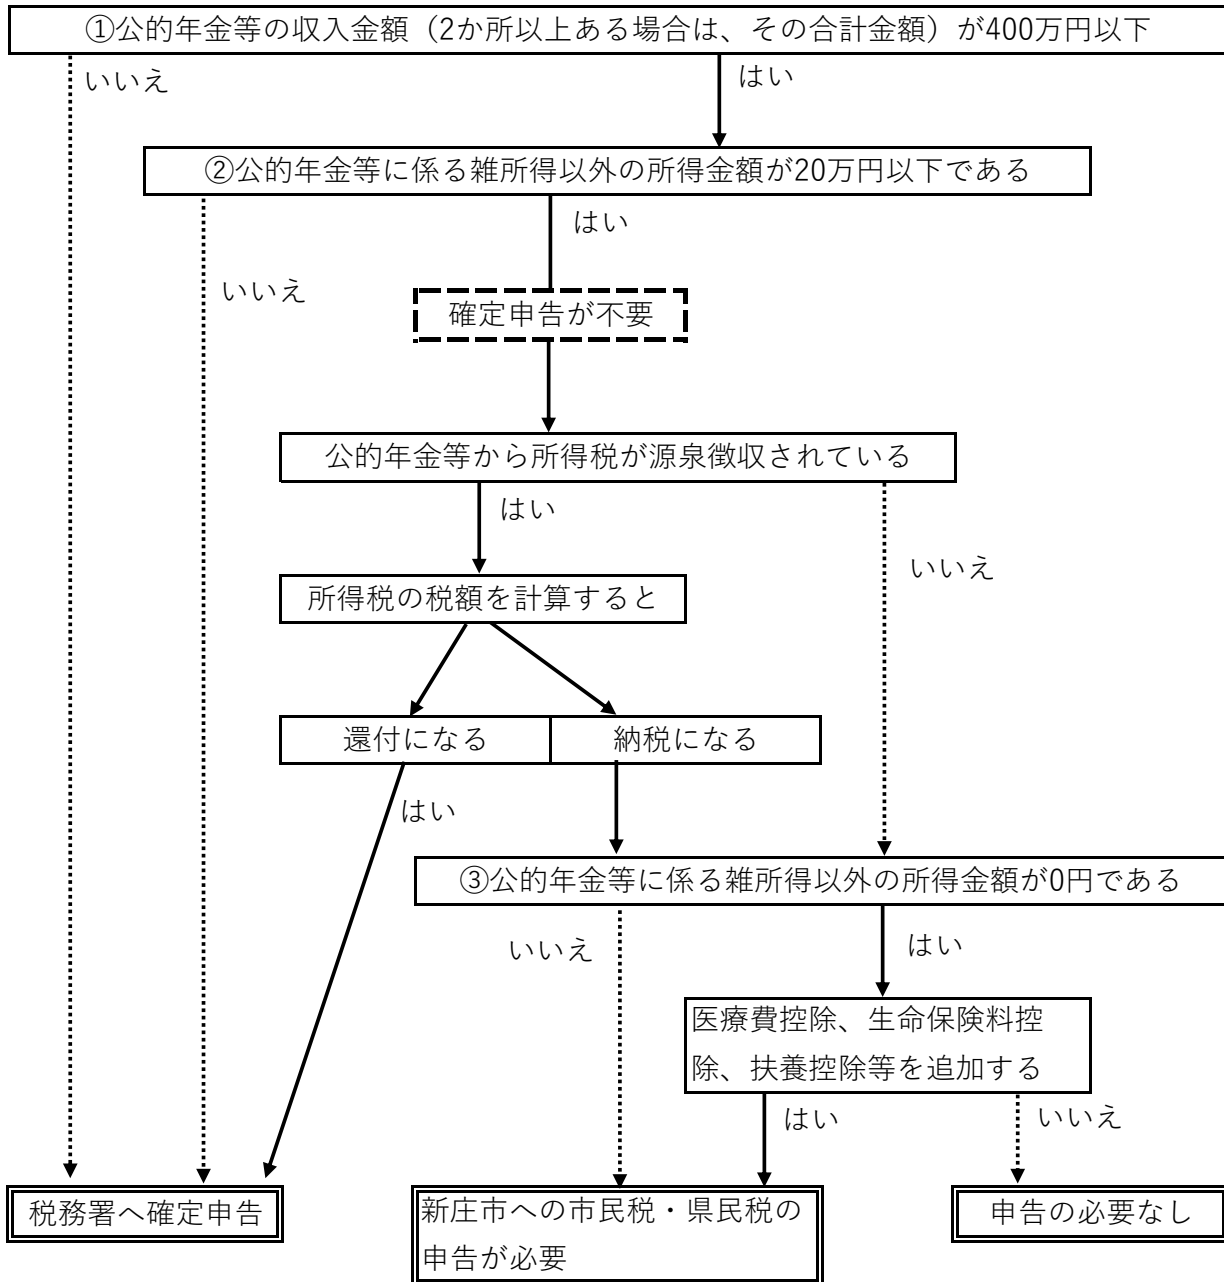 ①公的年金等の収入金額（2か所以上ある場合は、その合計金額）が400万円以下
いいえ
はい
②公的年金等に係る雑所得以外の所得金額が20万円以下である
はい
いいえ
確定申告が不要
公的年金等から所得税が源泉徴収されている
はい
いいえ
所得税の税額を計算すると
還付になる
納税になる
はい
③公的年金等に係る雑所得以外の所得金額が0円である
いいえ
はい
医療費控除、生命保険料控
除、扶養控除等を追加する
はい
いいえ
税務署へ確定申告
新庄市への市民税・県民税の
申告が必要
申告の必要なし